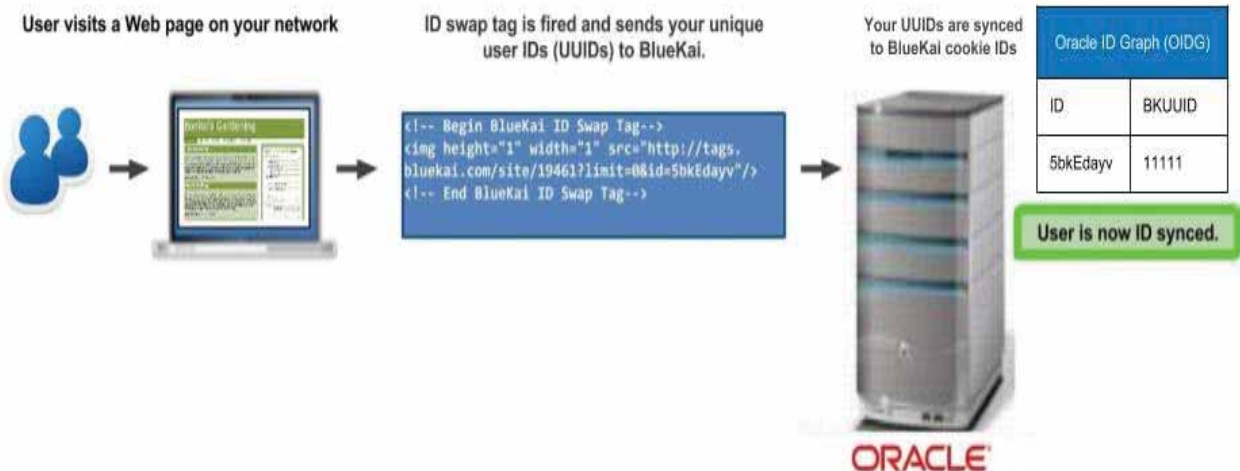 User visits a Web page on your network
ID swap tag is fired and sends your unique
user IDs (UUIDs) to BlueKai.
<!-- Begin BlueKai ID Swap Tag-->
<img height="1" width="1" src="http://tags.
bluekai.com/site/19461?limit=0&id=5bkEdayv"/>
<!-- End BlueKai ID Swap Tag-->
Your UUIDs are synced
to BlueKai cookie IDs
Oracle ID Graph (OIDG)
ID BKUUID
5bkEdayv 11111
User is now ID synced.
ORACLE